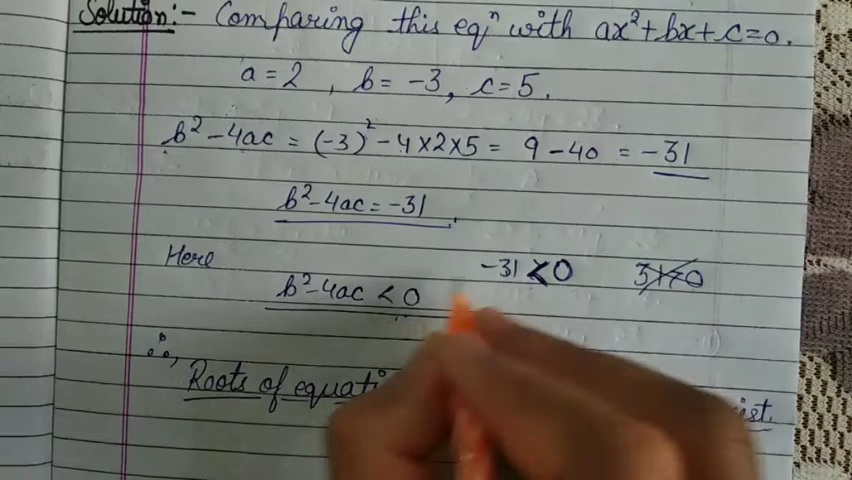 Solution:- Comparing this eqⁿ with ax²+bx+c=0.
a=2 , b=-3, c=5.
b²-4ac = (-3)² - 4×2×5 = 9-40 = -31
b²-4ac=-31.
Here -31<0
b²-4ac<0
∴, Roots of